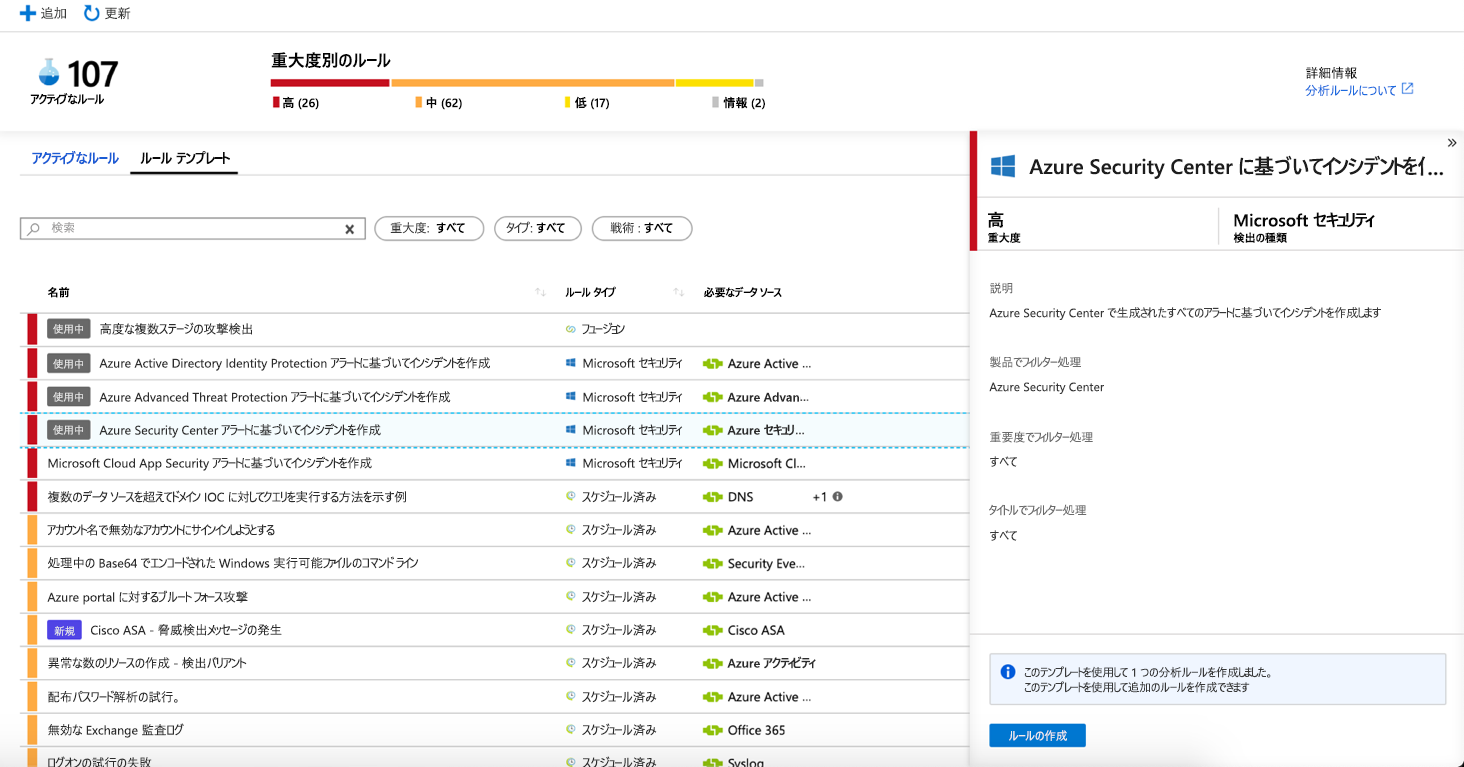 追加 更新
107
アクティブなルール
重大度別のルール
高 (26) 中 (62) 低 (17) 情報 (2)
詳細情報
分析ルールについて
アクティブなルール ルール テンプレート
検索 重大度: すべて タイプ: すべて 戦術 : すべて
名前 ルール タイプ 必要なデータ ソース
使用中 高度な複数ステージの攻撃検出 フュージョン
使用中 Azure Active Directory Identity Protection アラートに基づいてインシデントを作成 Microsoft セキュリティ Azure Active ...
使用中 Azure Advanced Threat Protection アラートに基づいてインシデントを作成 Microsoft セキュリティ Azure Advan...
使用中 Azure Security Center アラートに基づいてインシデントを作成 Microsoft セキュリティ Azure セキュリ...
Microsoft Cloud App Security アラートに基づいてインシデントを作成 Microsoft セキュリティ Microsoft Cl...
複数のデータ ソースを超えてドメイン IOC に対してクエリを実行する方法を示す例 スケジュール済み DNS +1
アカウント名で無効なアカウントにサインインしようとする スケジュール済み Azure Active ...
処理中の Base64 でエンコードされた Windows 実行可能ファイルのコマンド ライン スケジュール済み Security Eve...
Azure portal に対するブルート フォース攻撃 スケジュール済み Azure Active ...
新規 Cisco ASA - 脅威検出メッセージの発生 スケジュール済み Cisco ASA
異常な数のリソースの作成 - 検出バリアント スケジュール済み Azure アクティビティ
配布パスワード解析の試行。 スケジュール済み Azure Active ...
無効な Exchange 監査ログ スケジュール済み Office 365
ログオンの試行の失敗 スケジュール済み Syslog
»
Azure Security Center に基づいてインシデントを イ...
高
重大度
Microsoft セキュリティ
検出の種類
説明
Azure Security Center で生成されたすべてのアラートに基づいてインシデントを作成します
製品でフィルター処理
Azure Security Center
重要度でフィルター処理
すべて
タイトルでフィルター処理
すべて
このテンプレートを使用して 1 つの分析ルールを作成しました。
このテンプレートを使用して追加のルールを作成できます
ルールの作成